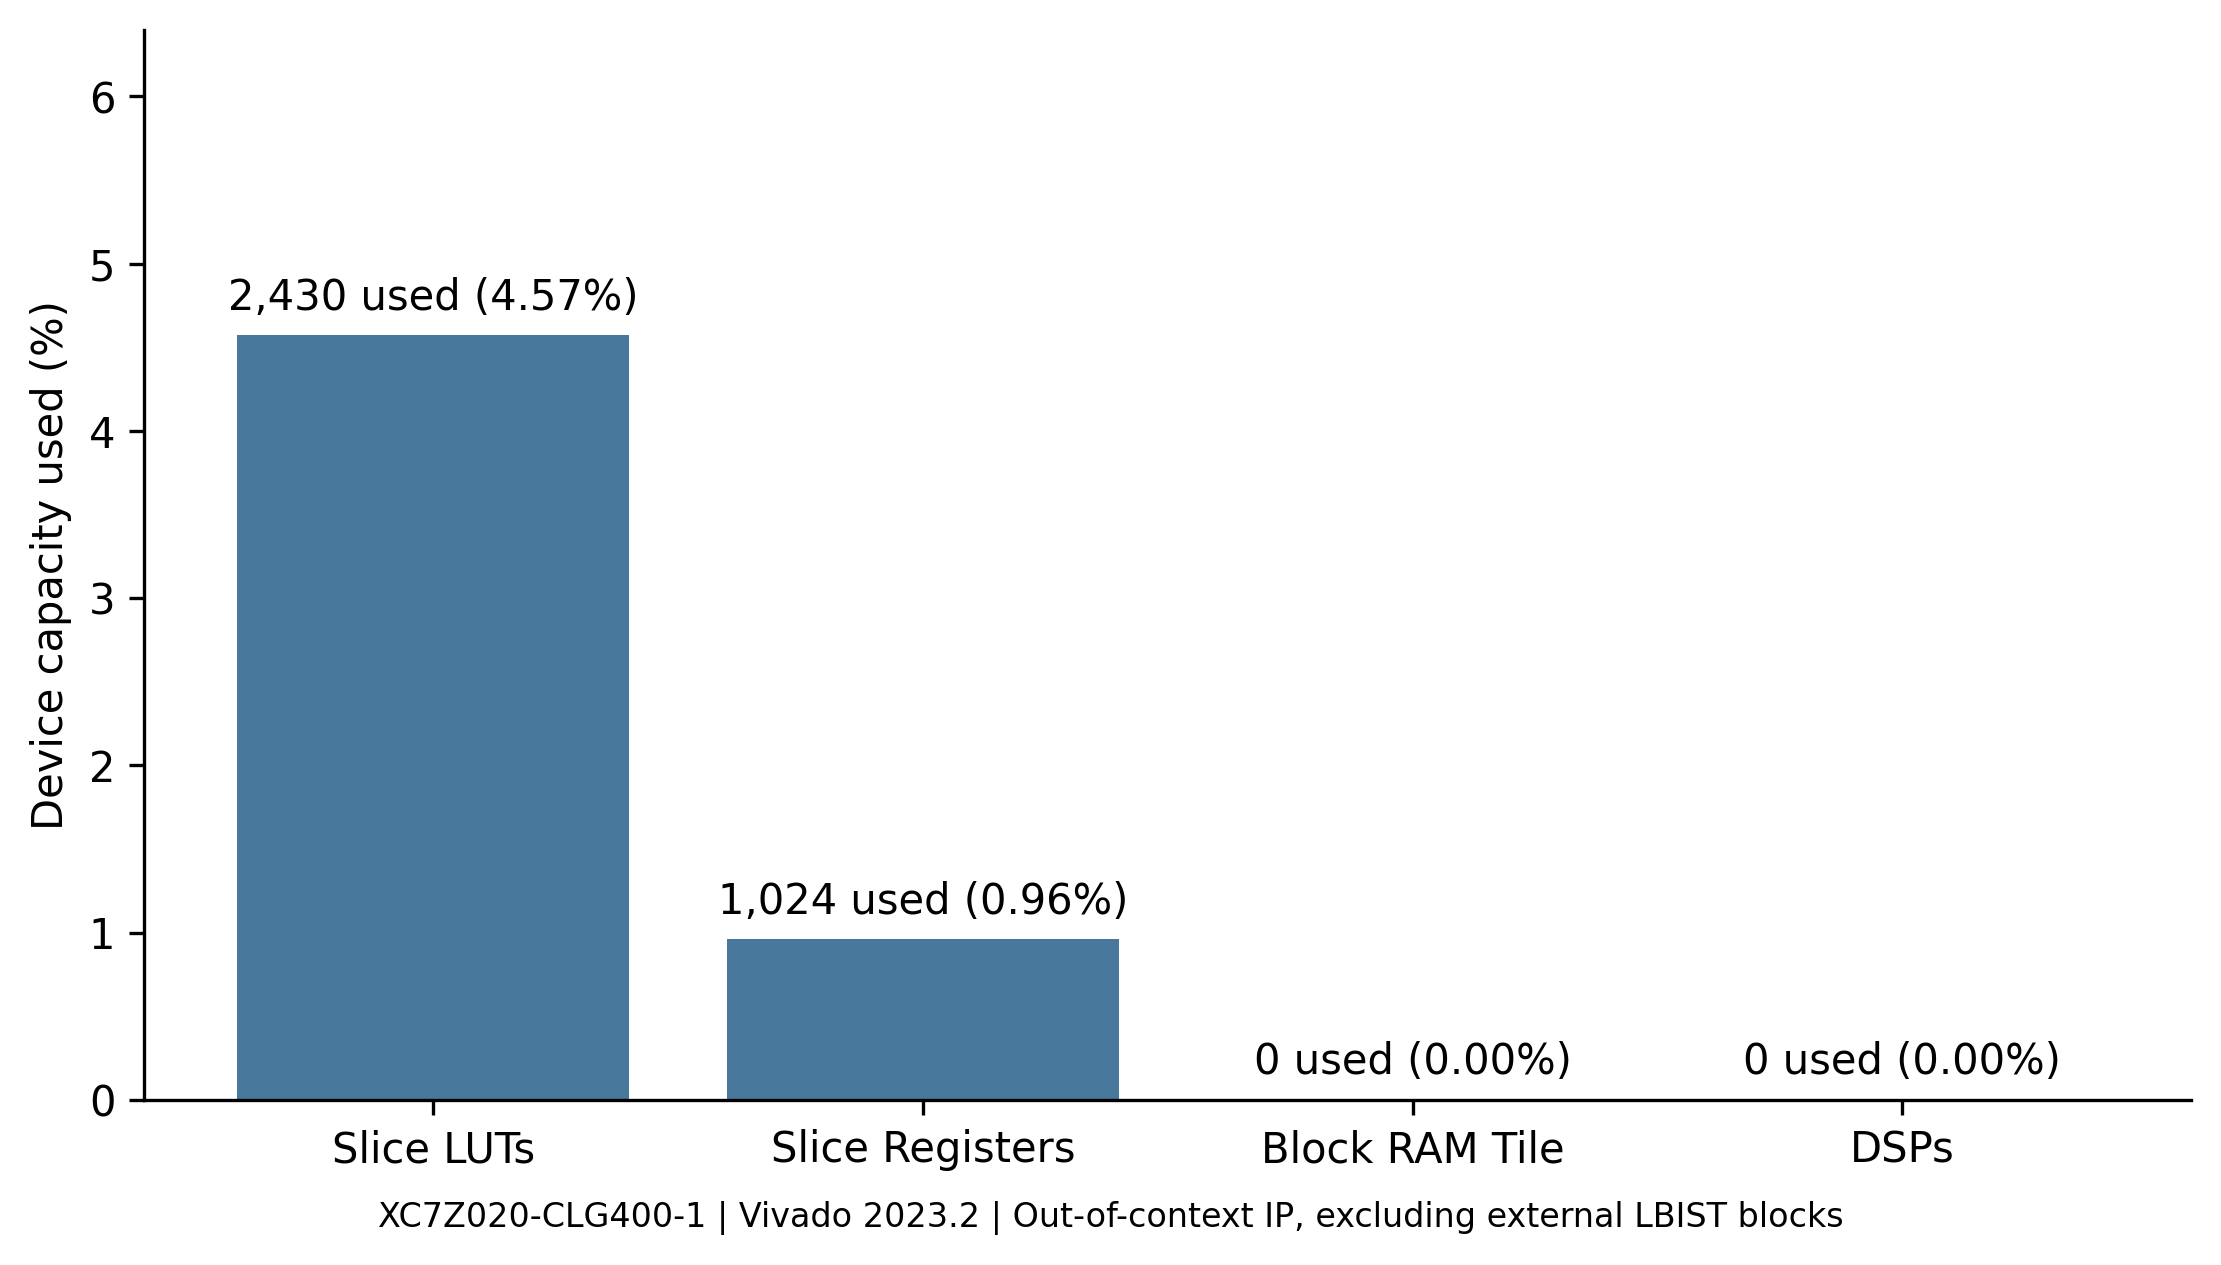 Device capacity used (%)
6
5
4
3
2
1
0
2,430 used (4.57%)
1,024 used (0.96%)
0 used (0.00%)
0 used (0.00%)
Slice LUTs
Slice Registers
Block RAM Tile
DSPs
XC7Z020-CLG400-1 | Vivado 2023.2 | Out-of-context IP, excluding external LBIST blocks